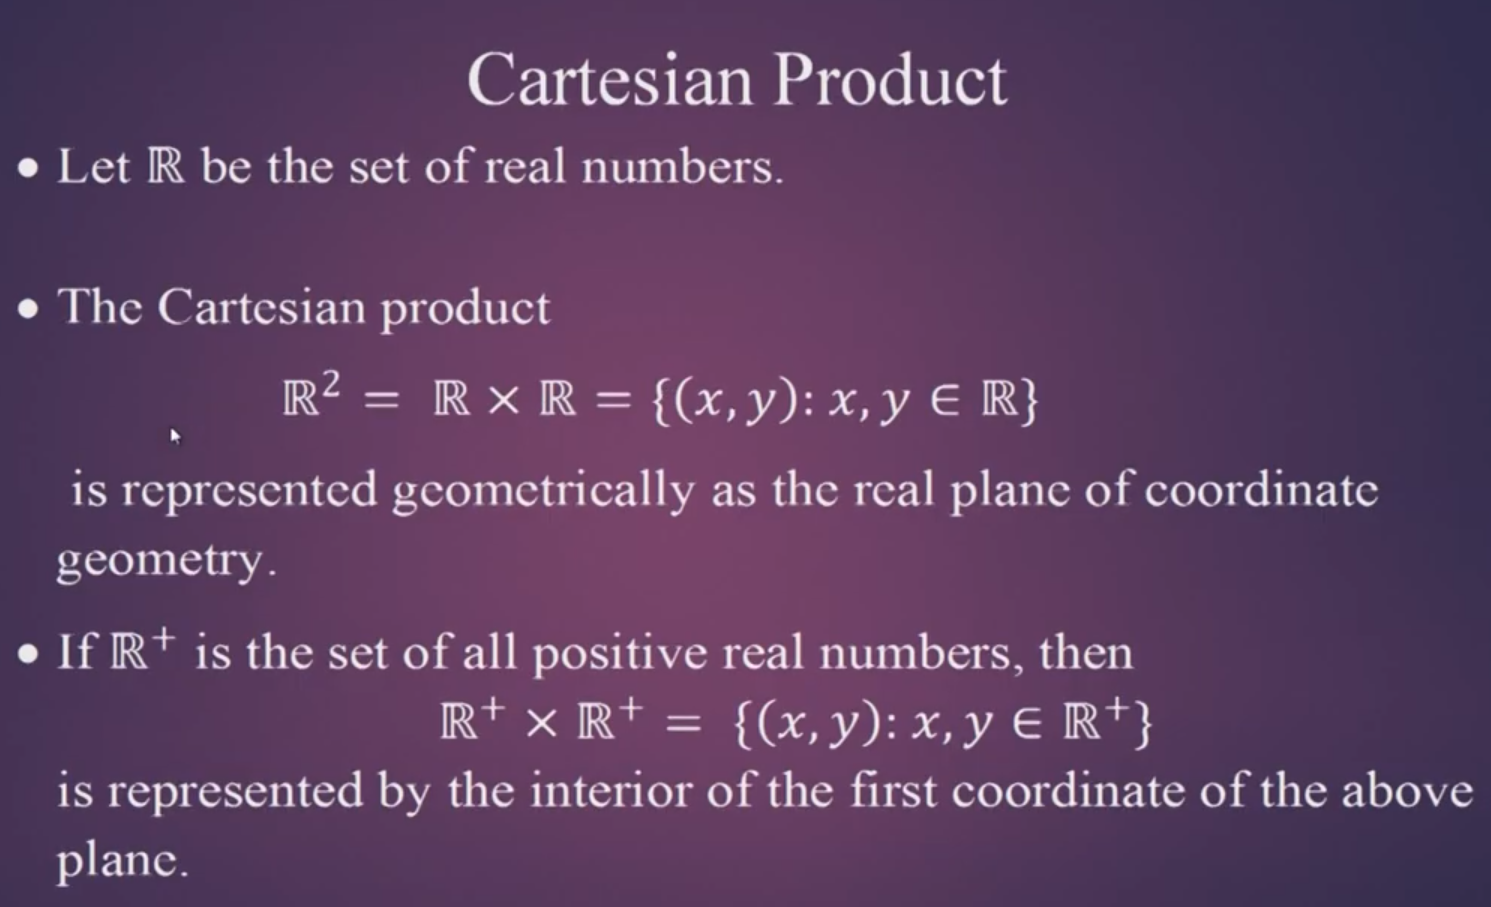 Cartesian Product
• Let ℝ be the set of real numbers.
• The Cartesian product
ℝ² = ℝ × ℝ = {(x, y): x, y ∈ ℝ}
is represented geometrically as the real plane of coordinate
geometry.
• If ℝ⁺ is the set of all positive real numbers, then
ℝ⁺ × ℝ⁺ = {(x, y): x, y ∈ ℝ⁺}
is represented by the interior of the first coordinate of the above
plane.